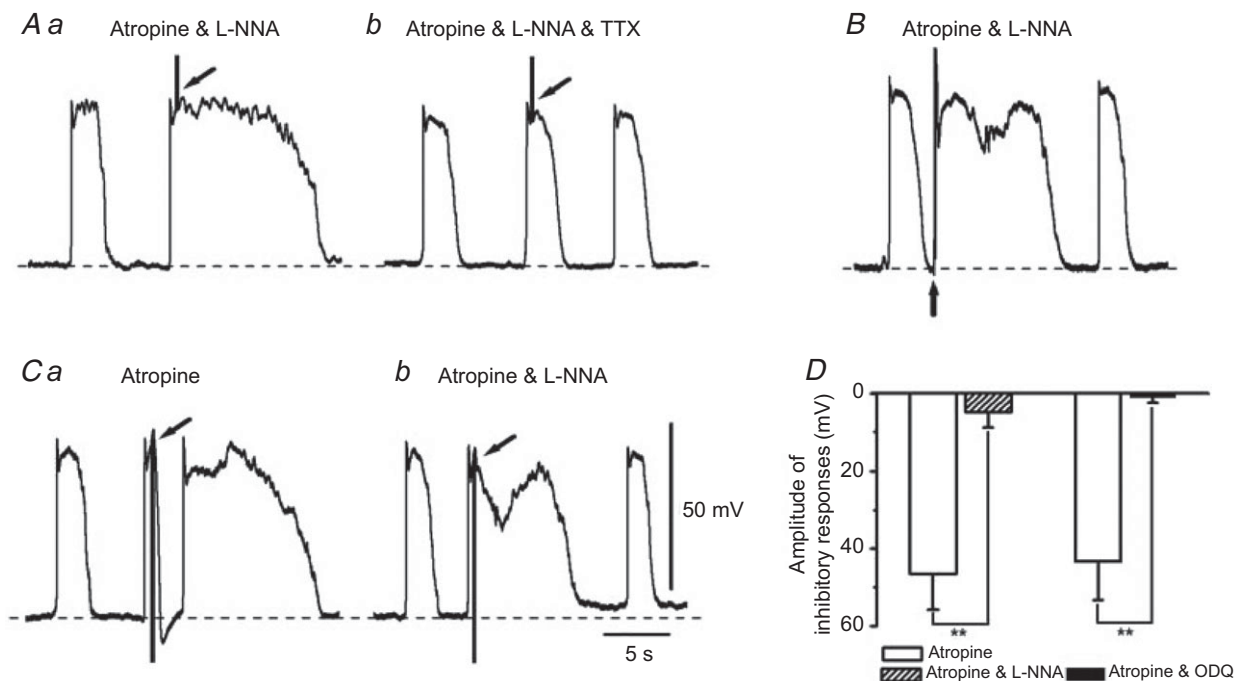 A a
Atropine & L-NNA
b
Atropine & L-NNA & TTX
B
Atropine & L-NNA
C a
Atropine
b
Atropine & L-NNA
50 mV
5 s
D
Amplitude of
inhibitory responses (mV)
0
20
40
60
**
**
Atropine
Atropine & L-NNA
Atropine & ODQ